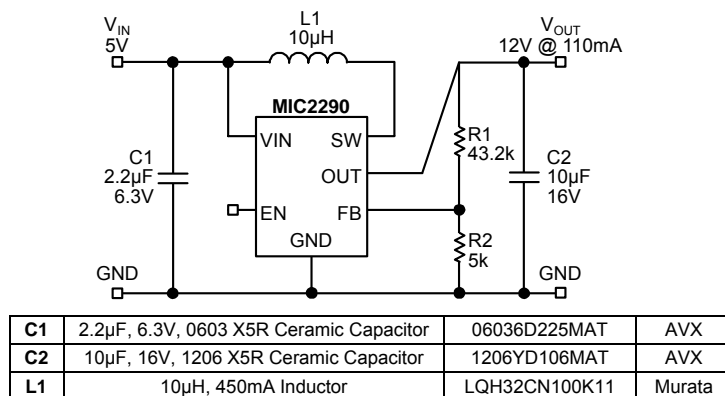 V_IN
5V
L1
10µH
V_OUT
12V @ 110mA
MIC2290
VIN
SW
OUT
EN
FB
GND
C1
2.2µF
6.3V
R1
43.2k
C2
10µF
16V
R2
5k
GND
GND
C1 2.2µF, 6.3V, 0603 X5R Ceramic Capacitor 06036D225MAT AVX
C2 10µF, 16V, 1206 X5R Ceramic Capacitor 1206YD106MAT AVX
L1 10µH, 450mA Inductor LQH32CN100K11 Murata